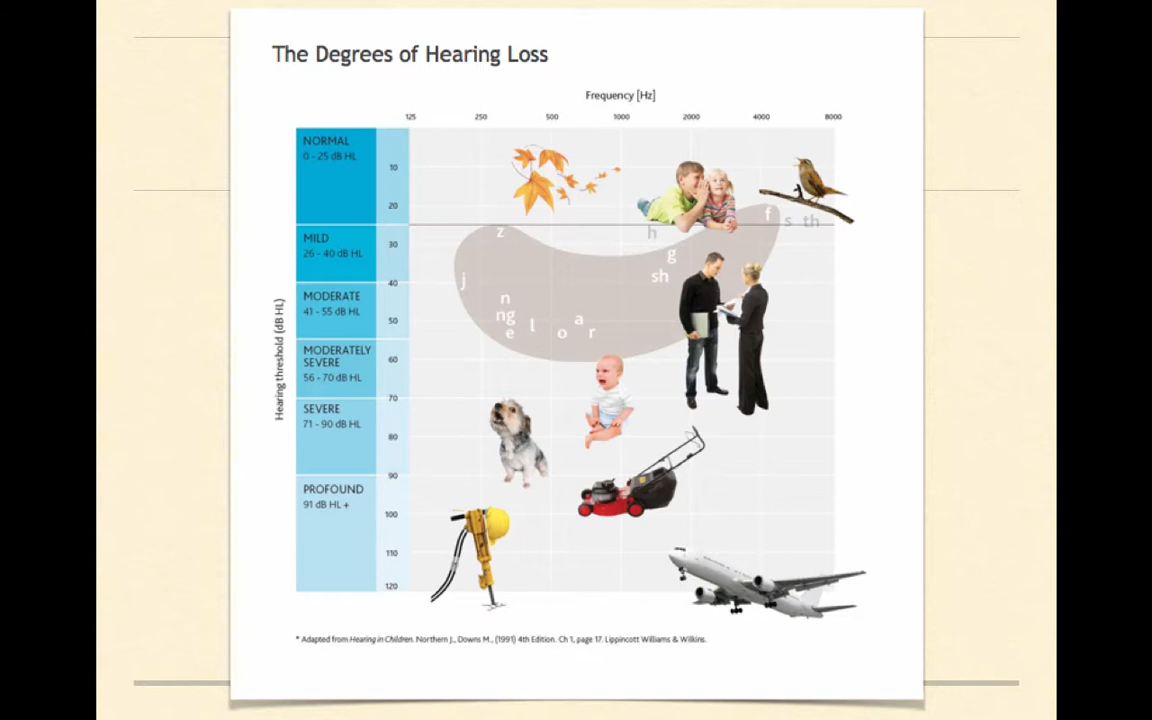 The Degrees of Hearing Loss
Frequency [Hz]
125 250 500 1000 2000 4000 8000
NORMAL
0 - 25 dB HL
10
20
f s th
MILD
26 - 40 dB HL
z h
30
g
sh
j
40
MODERATE
41 - 55 dB HL
n
ng a
50
e l o r
MODERATELY
SEVERE
56 - 70 dB HL
60
70
SEVERE
71 - 90 dB HL
80
90
PROFOUND
91 dB HL +
100
110
120
Hearing threshold (dB HL)
* Adapted from Hearing in Children. Northern J., Downs M., (1991) 4th Edition. Ch 1, page 17. Lippincott Williams & Wilkins.